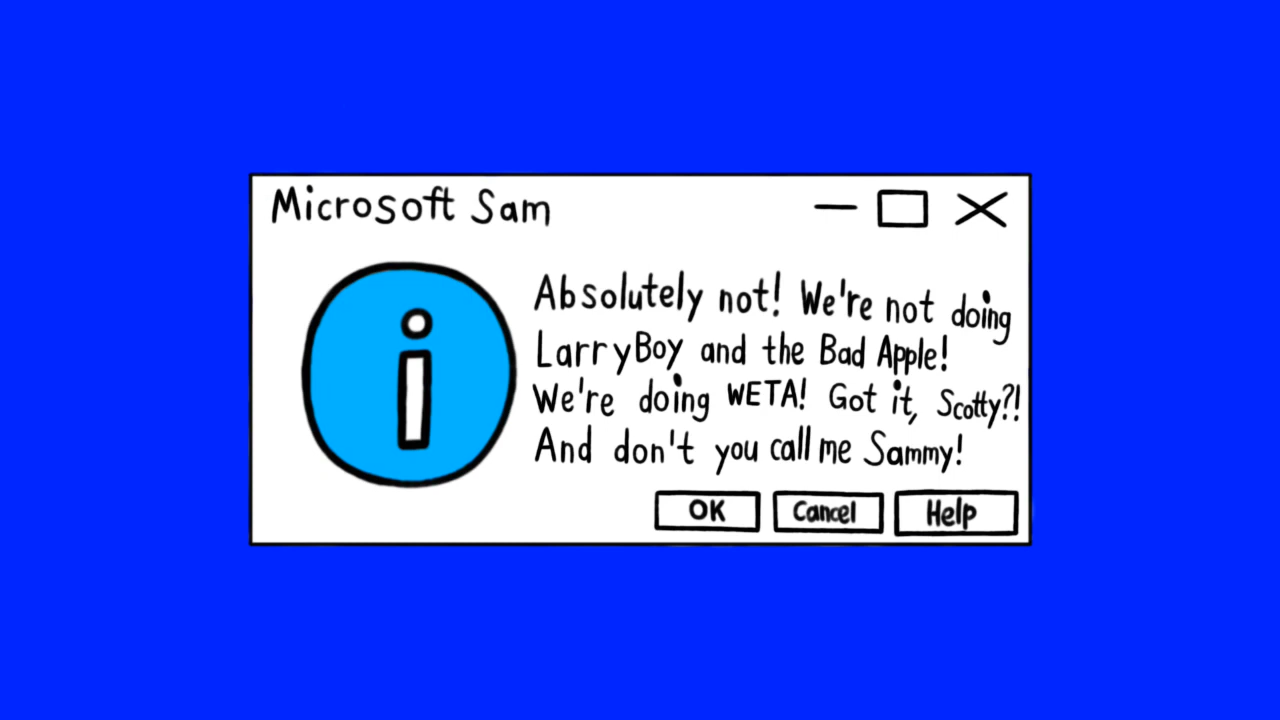 Microsoft Sam
Absolutely not! We're not doing
LarryBoy and the Bad Apple!
We're doing WETA! Got it, Scotty?!
And don't you call me Sammy!
OK Cancel Help